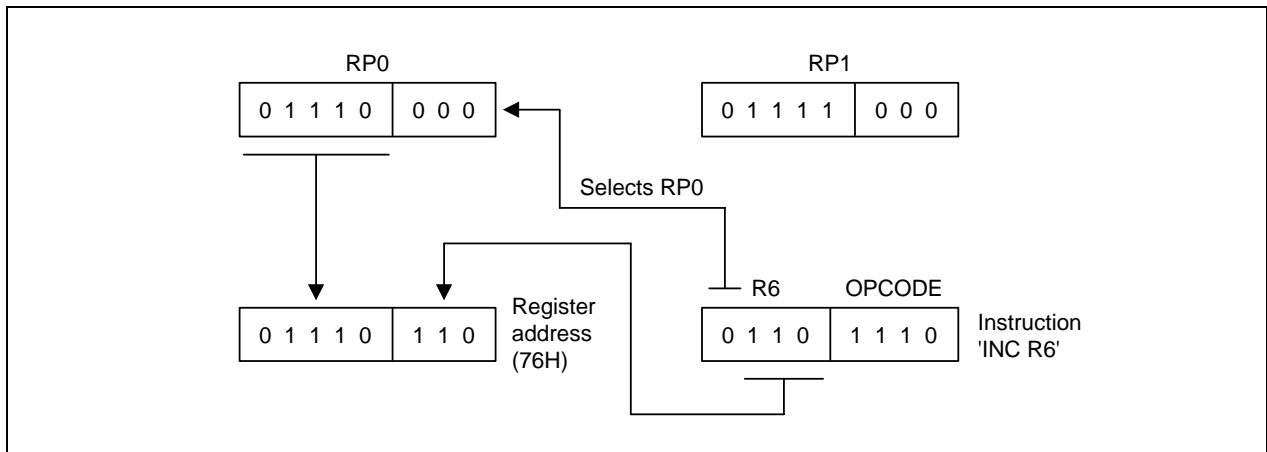 RP0
RP1
0 1 1 1 0 0 0 0
0 1 1 1 1 0 0 0
Selects RP0
R6 OPCODE
0 1 1 1 0 1 1 0
Register
address
(76H)
0 1 1 0 1 1 1 0
Instruction
'INC R6'